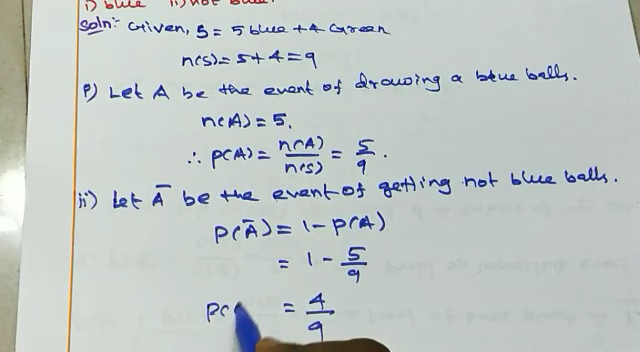 i) blue ii) not blue
Soln:- Given, S = 5 blue + 4 Green
n(s) = 5+4 = 9
i) Let A be the event of drawing a blue balls.
n(A) = 5.
∴ P(A) = n(A)/n(s) = 5/9.
ii) Let Ā be the event of getting not blue balls.
P(Ā) = 1 - P(A)
= 1 - 5/9
P( = 4/9